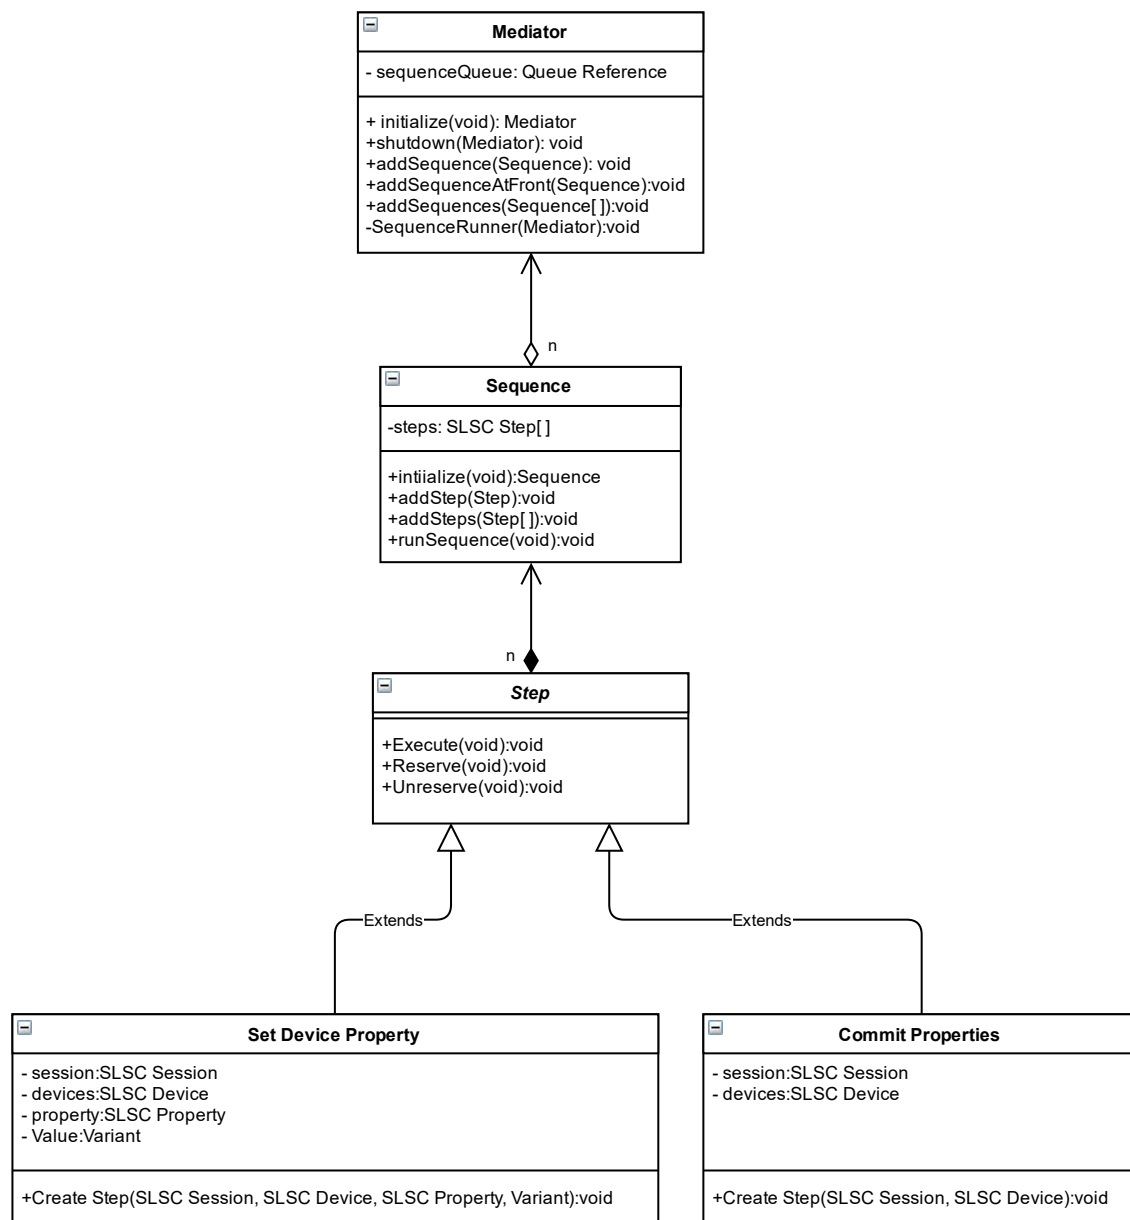 Mediator
- sequenceQueue: Queue Reference
+ initialize(void): Mediator
+shutdown(Mediator): void
+addSequence(Sequence): void
+addSequenceAtFront(Sequence):void
+addSequences(Sequence[ ]):void
-SequenceRunner(Mediator):void
n
Sequence
-steps: SLSC Step[ ]
+intiialize(void):Sequence
+addStep(Step):void
+addSteps(Step[ ]):void
+runSequence(void):void
n
Step
+Execute(void):void
+Reserve(void):void
+Unreserve(void):void
Extends
Extends
Set Device Property
- session:SLSC Session
- devices:SLSC Device
- property:SLSC Property
- Value:Variant
+Create Step(SLSC Session, SLSC Device, SLSC Property, Variant):void
Commit Properties
- session:SLSC Session
- devices:SLSC Device
+Create Step(SLSC Session, SLSC Device):void